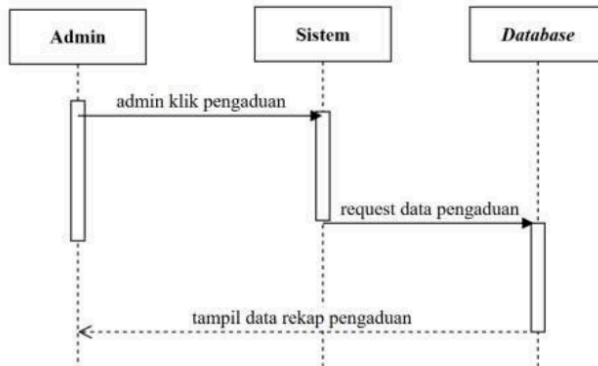 Admin
Sistem
Database
admin klik pengaduan
request data pengaduan
tampil data rekap pengaduan